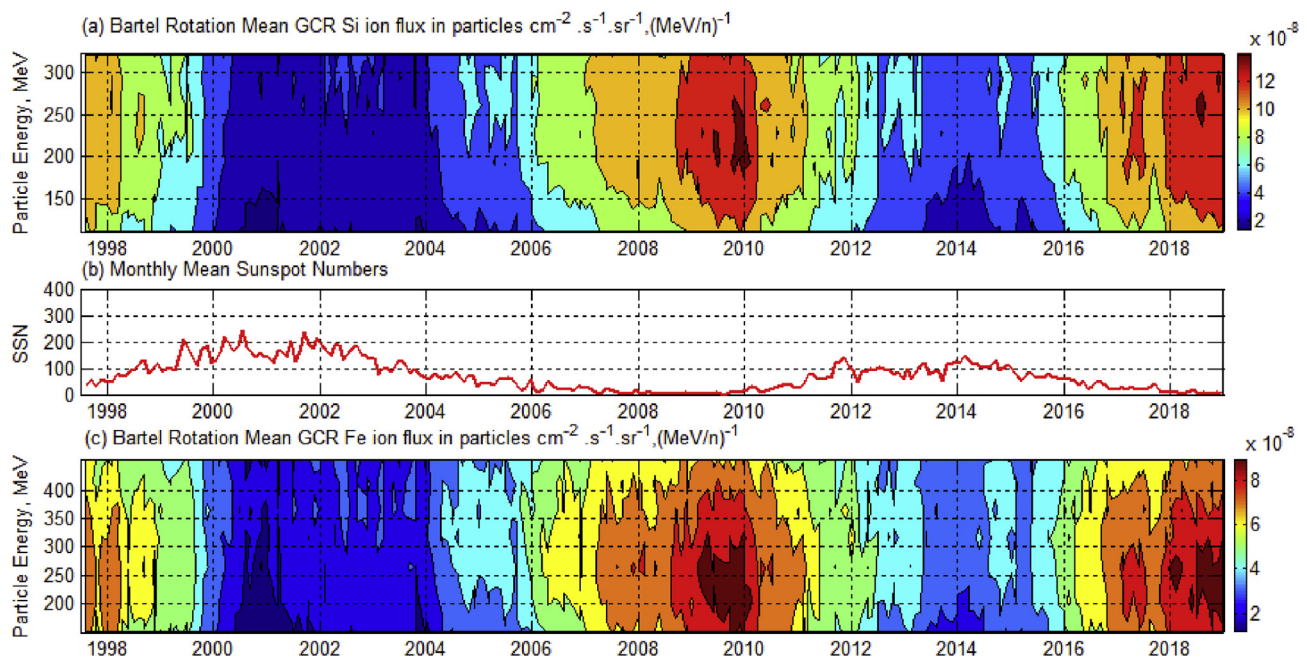 (a) Bartel Rotation Mean GCR Si ion flux in particles cm⁻² .s⁻¹.sr⁻¹,(MeV/n)⁻¹
x 10⁻⁸
Particle Energy, MeV
300
250
200
150
14
12
10
8
6
4
2
1998 2000 2002 2004 2006 2008 2010 2012 2014 2016 2018
(b) Monthly Mean Sunspot Numbers
SSN
400
300
200
100
0
1998 2000 2002 2004 2006 2008 2010 2012 2014 2016 2018
(c) Bartel Rotation Mean GCR Fe ion flux in particles cm⁻² .s⁻¹.sr⁻¹,(MeV/n)⁻¹
x 10⁻⁸
Particle Energy, MeV
400
350
300
250
200
8
6
4
2
1998 2000 2002 2004 2006 2008 2010 2012 2014 2016 2018